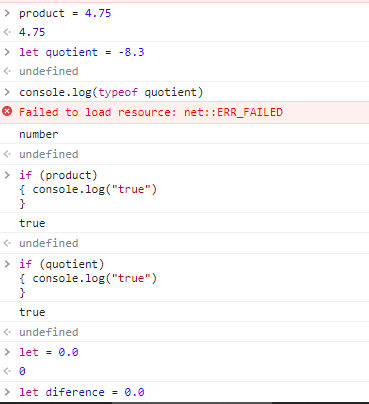 product = 4.75
4.75
let quotient = -8.3
undefined
console.log(typeof quotient)
Failed to load resource: net::ERR_FAILED
number
undefined
if (product)
{ console.log("true")
}
true
undefined
if (quotient)
{ console.log("true")
}
true
undefined
let = 0.0
0
let diference = 0.0